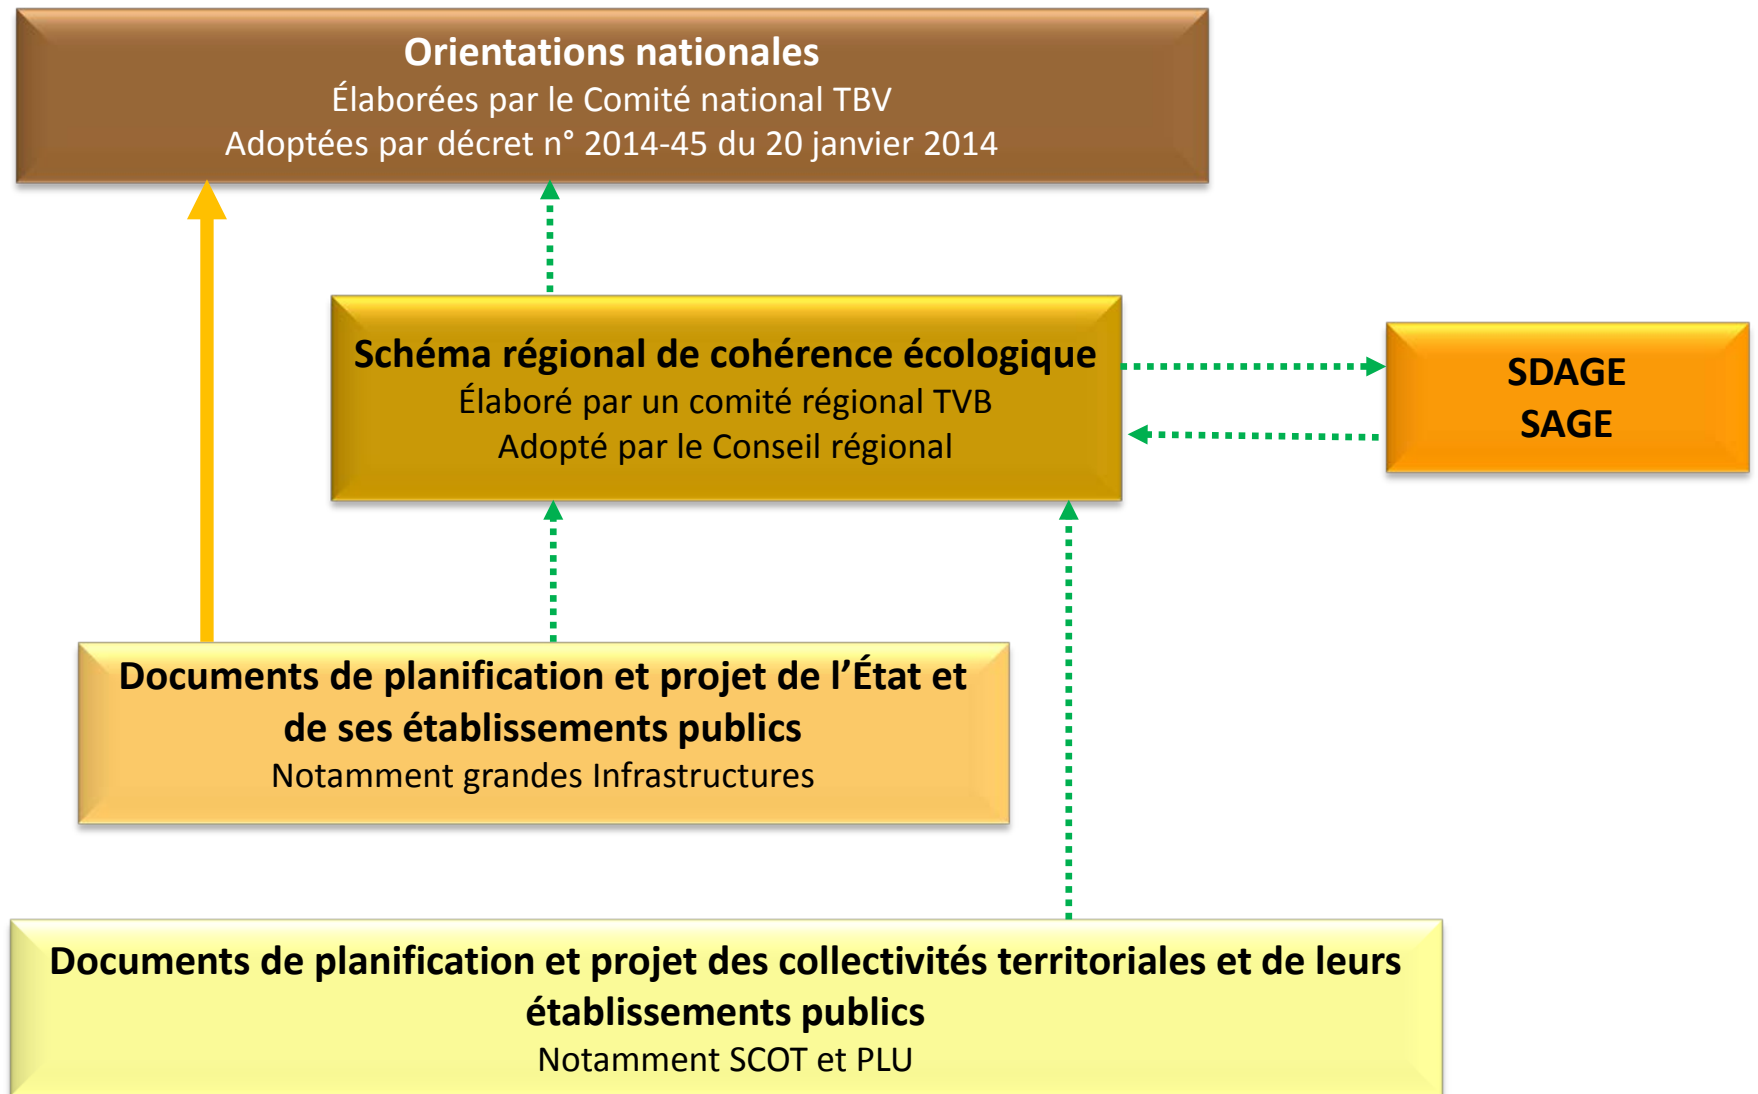 Orientations nationales
Élaborées par le Comité national TBV
Adoptées par décret n° 2014-45 du 20 janvier 2014
Schéma régional de cohérence écologique
Élaboré par un comité régional TVB
Adopté par le Conseil régional
SDAGE
SAGE
Documents de planification et projet de l’État et
de ses établissements publics
Notamment grandes Infrastructures
Documents de planification et projet des collectivités territoriales et de leurs
établissements publics
Notamment SCOT et PLU